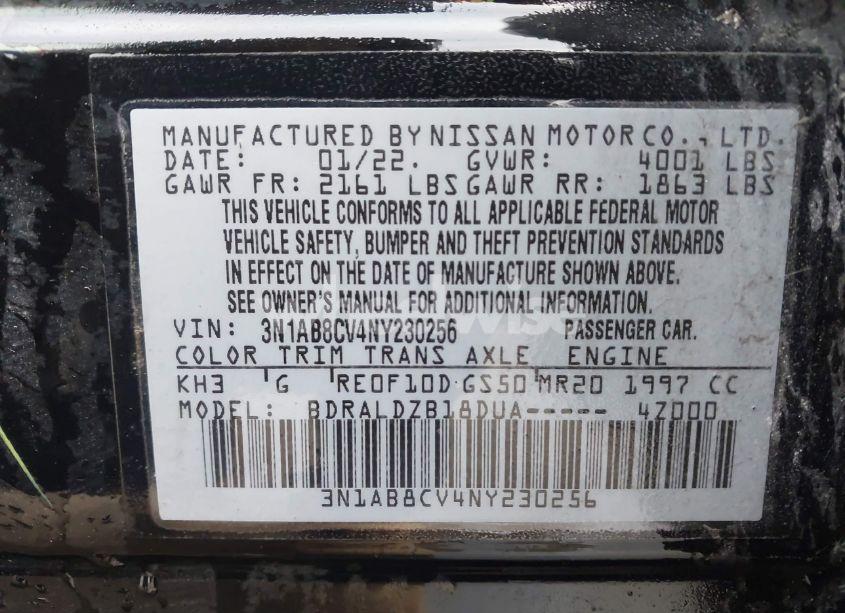 MANUFACTURED BY NISSAN MOTOR CO., LTD.
DATE: 01/22. GVWR: 4001 LBS
GAWR FR: 2161 LBS GAWR RR: 1863 LBS
THIS VEHICLE CONFORMS TO ALL APPLICABLE FEDERAL MOTOR
VEHICLE SAFETY, BUMPER AND THEFT PREVENTION STANDARDS
IN EFFECT ON THE DATE OF MANUFACTURE SHOWN ABOVE.
SEE OWNER'S MANUAL FOR ADDITIONAL INFORMATION.
VIN: 3N1AB8CV4NY230256 PASSENGER CAR.
COLOR TRIM TRANS AXLE ENGINE
KH3 G RE0F10D GS50 MR20 1997 CC
MODEL: BDRALDZB18DUA----- 4Z000
3N1AB8CV4NY230256